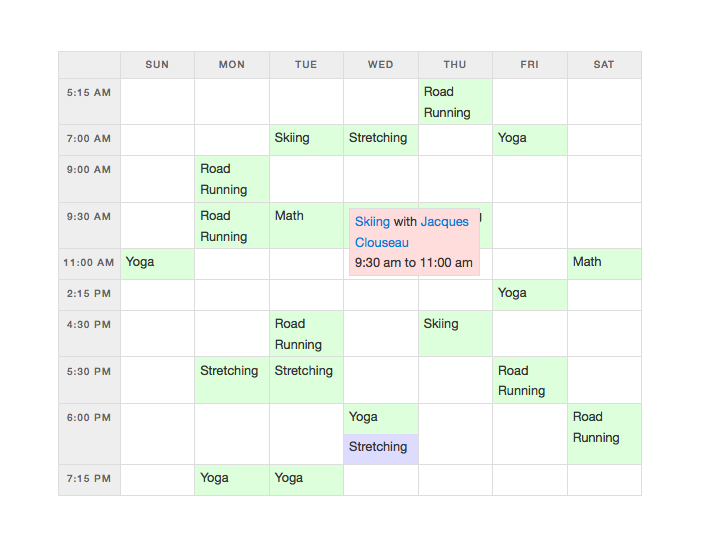 SUN MON TUE WED THU FRI SAT
5:15 AM Road
Running
7:00 AM Skiing Stretching Yoga
9:00 AM Road
Running
9:30 AM Road Math Skiing with Jacques
Running Clouseau
9:30 am to 11:00 am
11:00 AM Yoga Math
2:15 PM Yoga
4:30 PM Road Skiing
Running
5:30 PM Stretching Stretching Road
Running
6:00 PM Yoga Road
Running
Stretching
7:15 PM Yoga Yoga